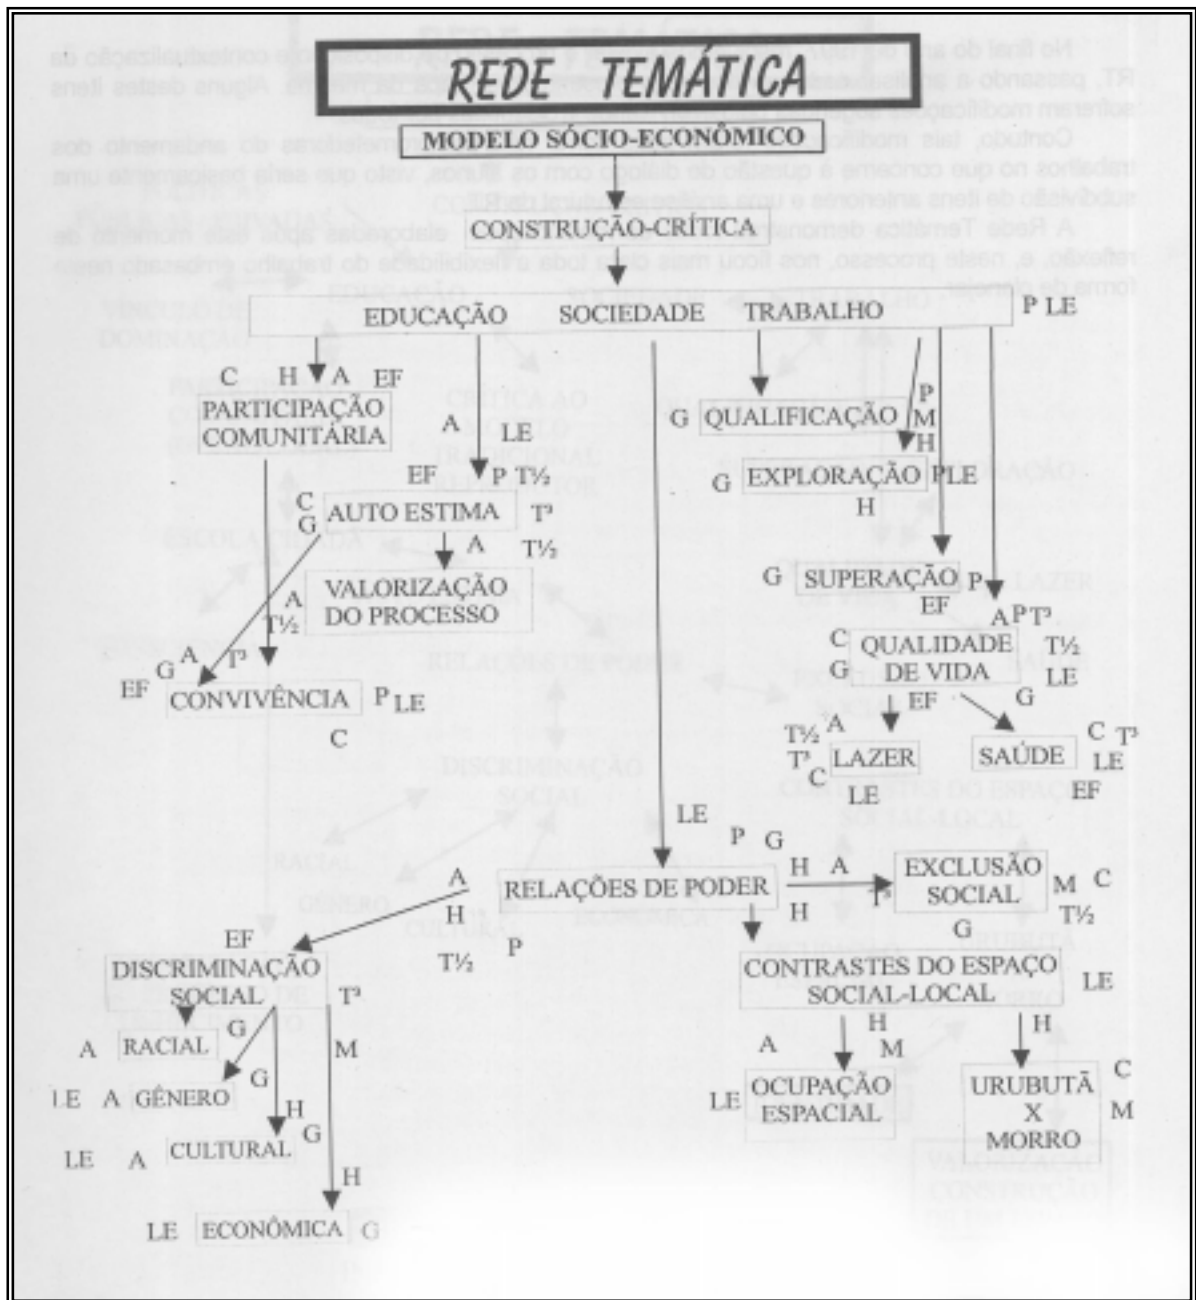 REDE TEMÁTICA
MODELO SÓCIO-ECONÔMICO
CONSTRUÇÃO-CRÍTICA
EDUCAÇÃO SOCIEDADE TRABALHO P LE
C H A EF
PARTICIPAÇÃO
COMUNITÁRIA
A
LE
EF P T½
C
G
AUTO ESTIMA T³
A T½
VALORIZAÇÃO
DO PROCESSO
A
T½
G A T³
EF
CONVIVÊNCIA P LE
C
G QUALIFICAÇÃO
P
M
H
G EXPLORAÇÃO PLE
H
G SUPERAÇÃO P
EF
A P T³
C
G
QUALIDADE
DE VIDA
T½
LE
EF G
T½ A
T³
C
LAZER
LE
SAÚDE
C T³
LE
EF
LE
P G
RELAÇÕES DE PODER
H A
T³
H
EXCLUSÃO
SOCIAL
M C
T½
G
A
H
T½
P
EF
DISCRIMINAÇÃO
SOCIAL
T³
G
A RACIAL
M
LE A GÊNERO
G
H
G
LE A CULTURAL
H
LE ECONÔMICA G
CONTRASTES DO ESPAÇO
SOCIAL-LOCAL
LE
H
A M
LE
OCUPAÇÃO
ESPACIAL
H
URUBUTÃ
X
MORRO
C
M